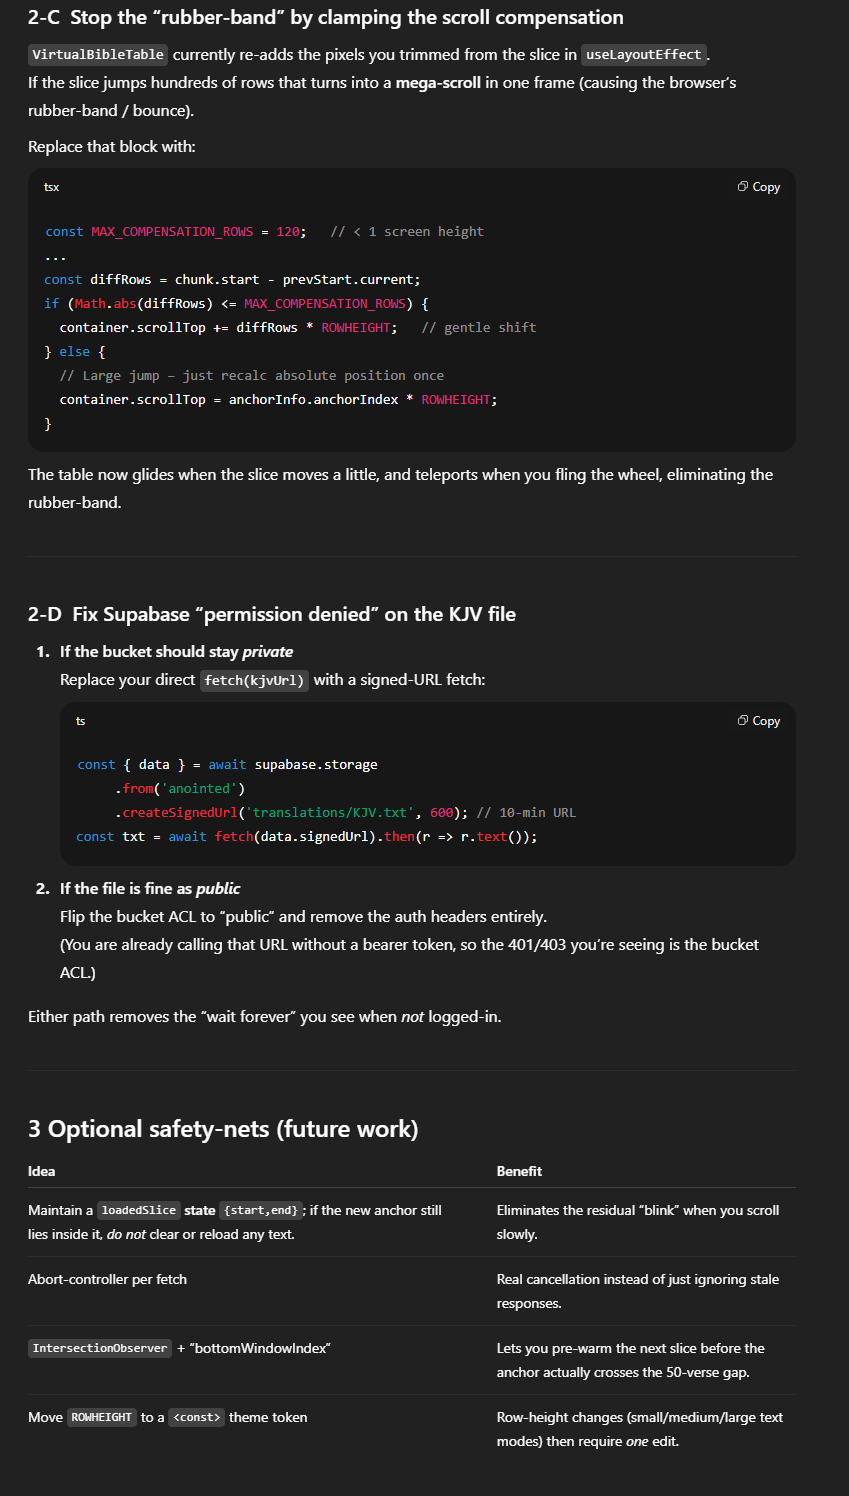 2-C Stop the “rubber-band” by clamping the scroll compensation
VirtualBibleTable currently re-adds the pixels you trimmed from the slice in useLayoutEffect.
If the slice jumps hundreds of rows that turns into a mega-scroll in one frame (causing the browser’s
rubber-band / bounce).
Replace that block with:
tsx
Copy
const MAX_COMPENSATION_ROWS = 120;   // < 1 screen height
...
const diffRows = chunk.start - prevStart.current;
if (Math.abs(diffRows) <= MAX_COMPENSATION_ROWS) {
  container.scrollTop += diffRows * ROWHEIGHT;   // gentle shift
} else {
  // Large jump – just recalc absolute position once
  container.scrollTop = anchorInfo.anchorIndex * ROWHEIGHT;
}
The table now glides when the slice moves a little, and teleports when you fling the wheel, eliminating the
rubber-band.
2-D Fix Supabase “permission denied” on the KJV file
1. If the bucket should stay private
Replace your direct fetch(kjvUrl) with a signed-URL fetch:
ts
Copy
const { data } = await supabase.storage
     .from('anointed')
     .createSignedUrl('translations/KJV.txt', 600); // 10-min URL
const txt = await fetch(data.signedUrl).then(r => r.text());
2. If the file is fine as public
Flip the bucket ACL to “public” and remove the auth headers entirely.
(You are already calling that URL without a bearer token, so the 401/403 you’re seeing is the bucket
ACL.)
Either path removes the “wait forever” you see when not logged-in.
3 Optional safety-nets (future work)
Idea
Benefit
Maintain a loadedSlice state {start,end}; if the new anchor still
lies inside it, do not clear or reload any text.
Eliminates the residual “blink” when you scroll
slowly.
Abort-controller per fetch
Real cancellation instead of just ignoring stale
responses.
IntersectionObserver + “bottomWindowIndex”
Lets you pre-warm the next slice before the
anchor actually crosses the 50-verse gap.
Move ROWHEIGHT to a <const> theme token
Row-height changes (small/medium/large text
modes) then require one edit.